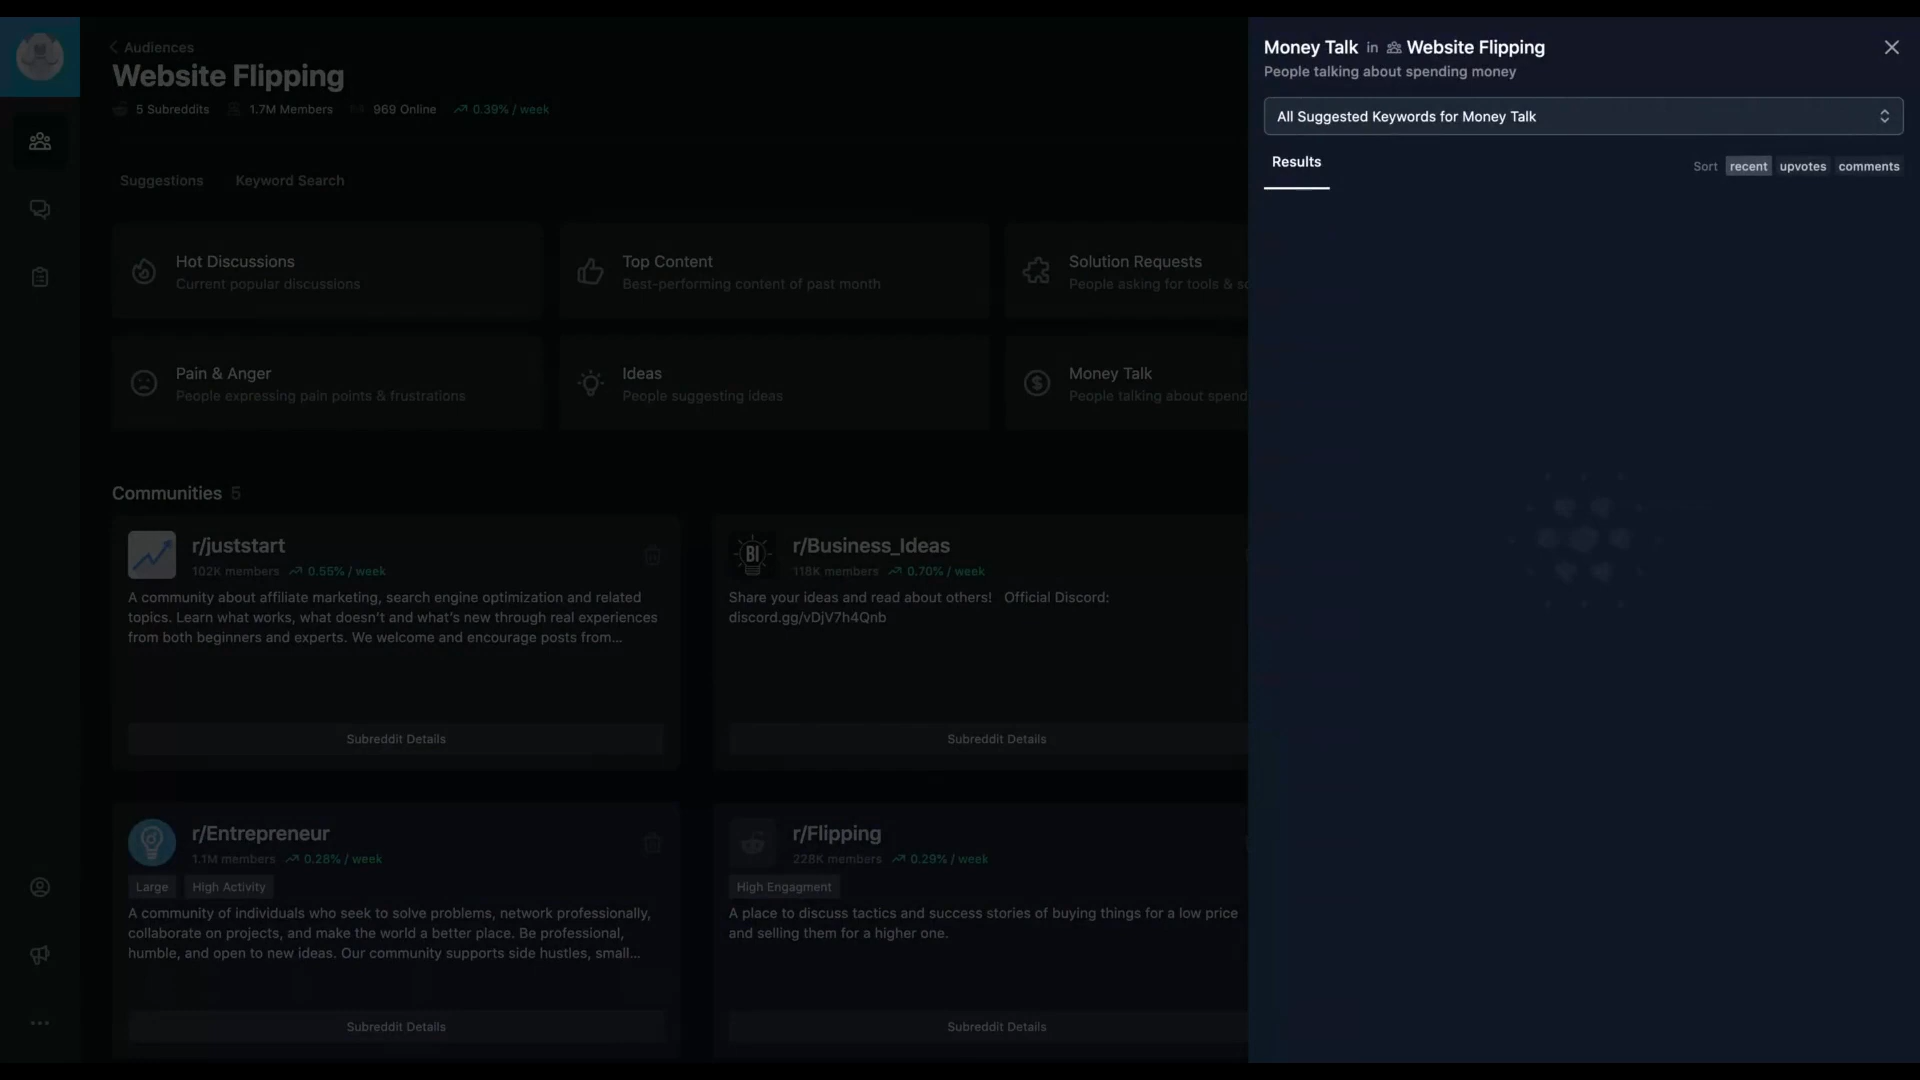 Audiences
Website Flipping
5 Subreddits 1.7M Members 969 Online 0.39% / week
Suggestions Keyword Search
Hot Discussions
Current popular discussions
Top Content
Best-performing content of past month
Solution Requests
People asking for tools &
Pain & Anger
People expressing pain points & frustrations
Ideas
People suggesting ideas
Money Talk
People talking about spend
Communities 5
r/juststart
102K members 0.55% / week
A community about affiliate marketing, search engine optimization and related
topics. Learn what works, what doesn't and what's new through real experiences
from both beginners and experts. We welcome and encourage posts from...
Subreddit Details
BI
r/Business_Ideas
118K members 0.70% / week
Share your ideas and read about others! Official Discord:
discord.gg/vDjV7h4Qnb
Subreddit Details
r/Entrepreneur
1.1M members 0.28% / week
Large High Activity
A community of individuals who seek to solve problems, network professionally,
collaborate on projects, and make the world a better place. Be professional,
humble, and open to new ideas. Our community supports side hustles, small...
Subreddit Details
r/Flipping
228K members 0.29% / week
High Engagment
A place to discuss tactics and success stories of buying things for a low price
and selling them for a higher one.
Subreddit Details
Money Talk in Website Flipping
People talking about spending money
All Suggested Keywords for Money Talk
Results
Sort recent upvotes comments